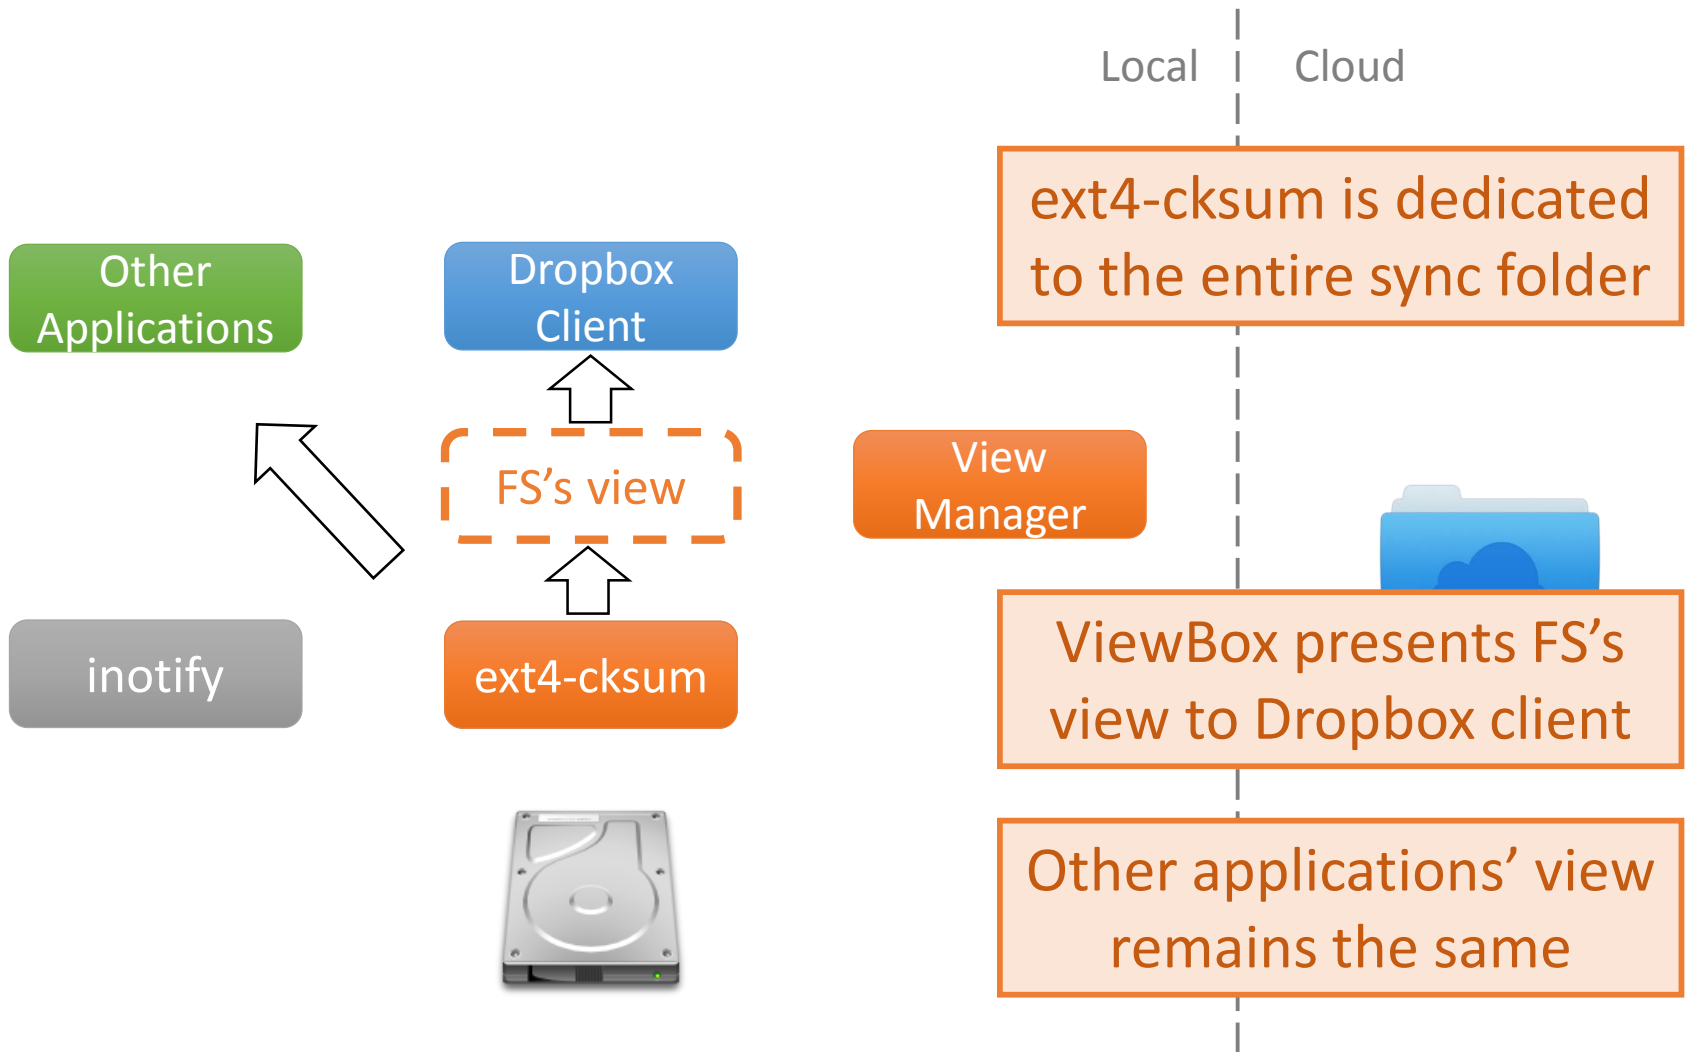 Local
Cloud
ext4-cksum is dedicated
to the entire sync folder
Other
Applications
Dropbox
Client
FS’s view
View
Manager
inotify
ext4-cksum
ViewBox presents FS’s
view to Dropbox client
Other applications’ view
remains the same